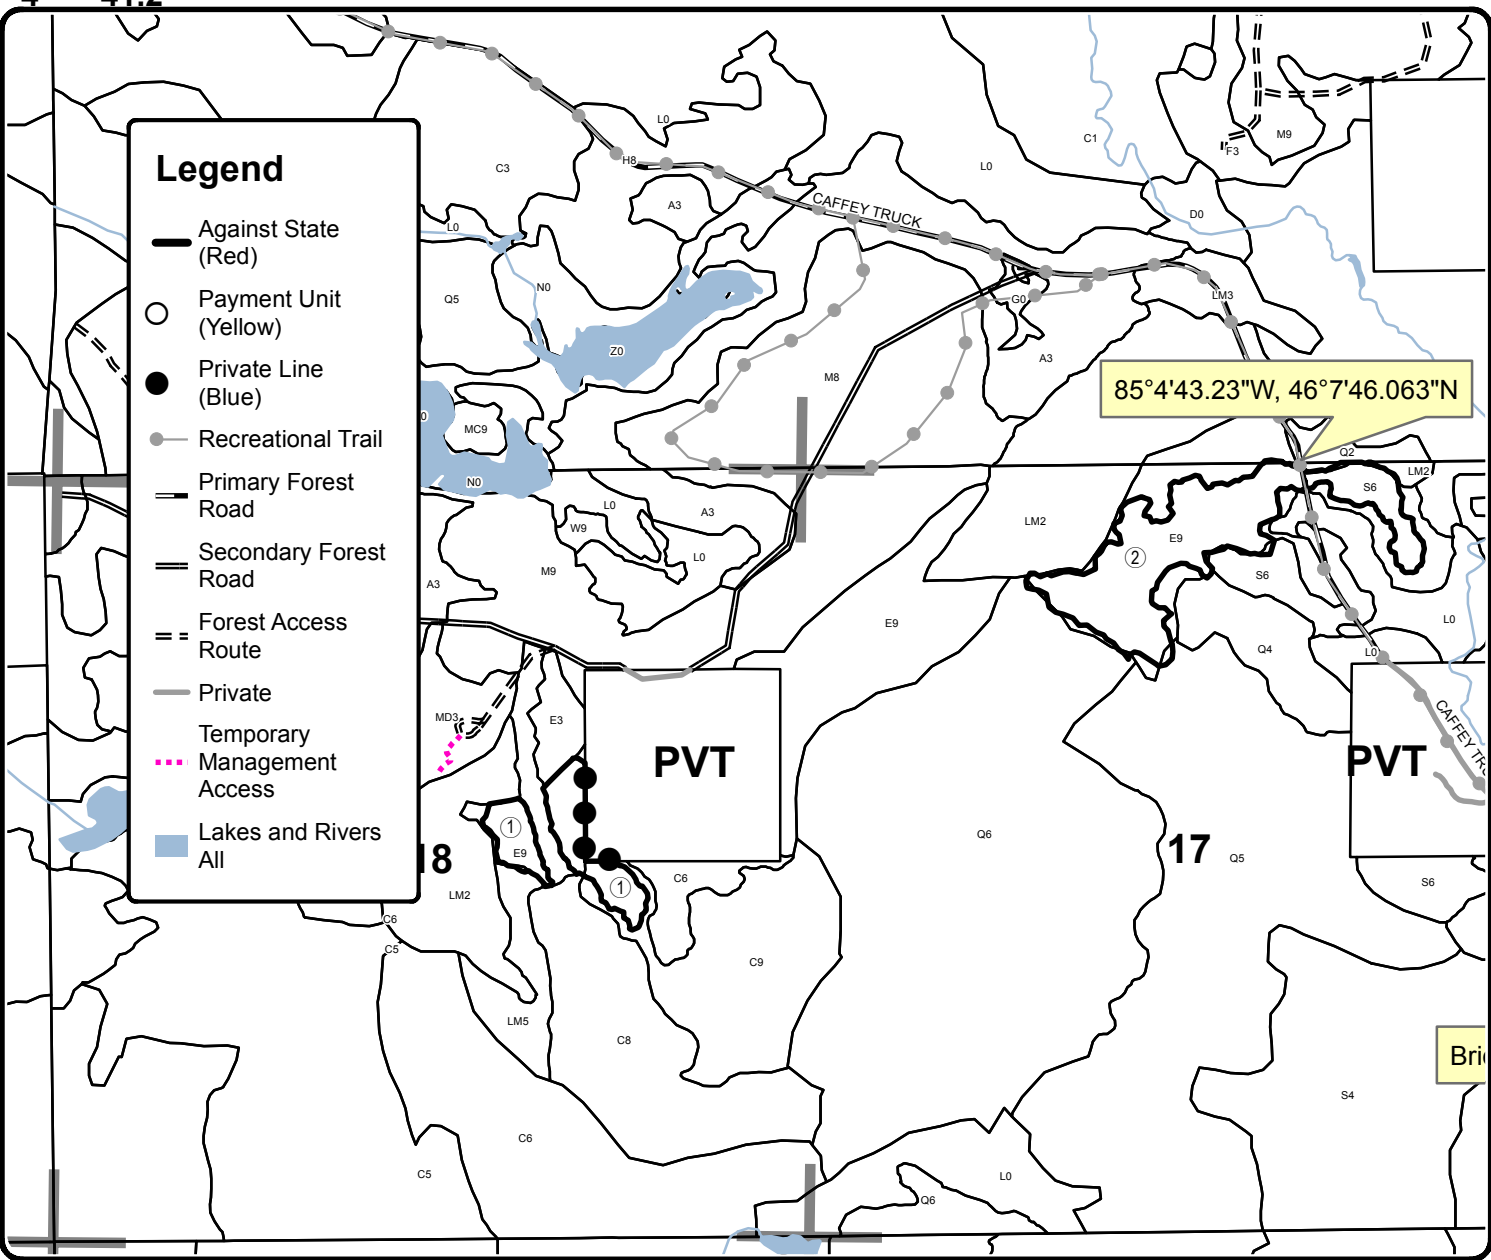 L0
C3
H8
A3
CAFFEY TRUCK
L0
C1
M9
F3
D0
L0
N0
Q5
Z0
G0
LM3
A3
M8
85°4'43.23"W, 46°7'46.063"N
Legend
Against State
(Red)
Payment Unit
(Yellow)
Private Line
(Blue)
Recreational Trail
Primary Forest
Road
Secondary Forest
Road
Forest Access
Route
Private
Temporary
Management
Access
Lakes and Rivers
All
MC9
N0
Q2
LM2
S6
L0
W9
A3
L0
M9
A3
LM2
E9
2
S6
L0
E9
Q4
L0
MD3
E3
PVT
PVT
CAFFEY
1
E9
1
C6
18
LM2
C6
C5
Q6
17
Q5
S6
C9
LM5
C8
Bri
S4
C6
C5
L0
Q6